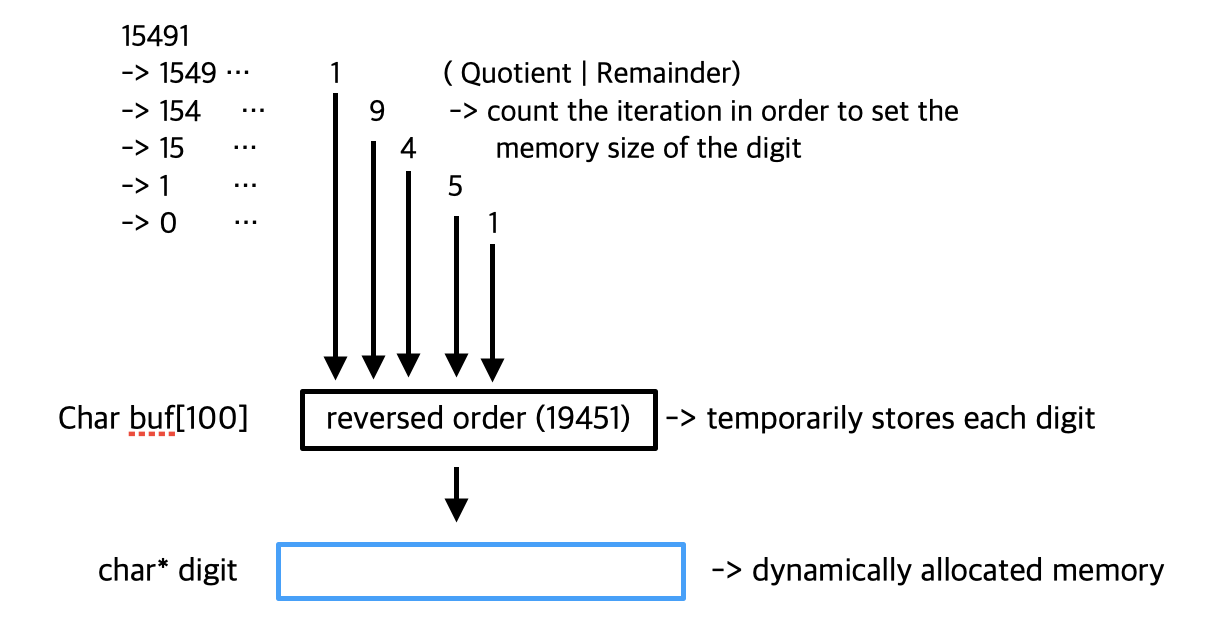 15491
-> 1549 ... 1 ( Quotient | Remainder)
-> 154 ... 9 -> count the iteration in order to set the
-> 15 ... 4 memory size of the digit
-> 1 ... 5
-> 0 ... 1
Char buf[100] reversed order (19451) -> temporarily stores each digit
char* digit -> dynamically allocated memory